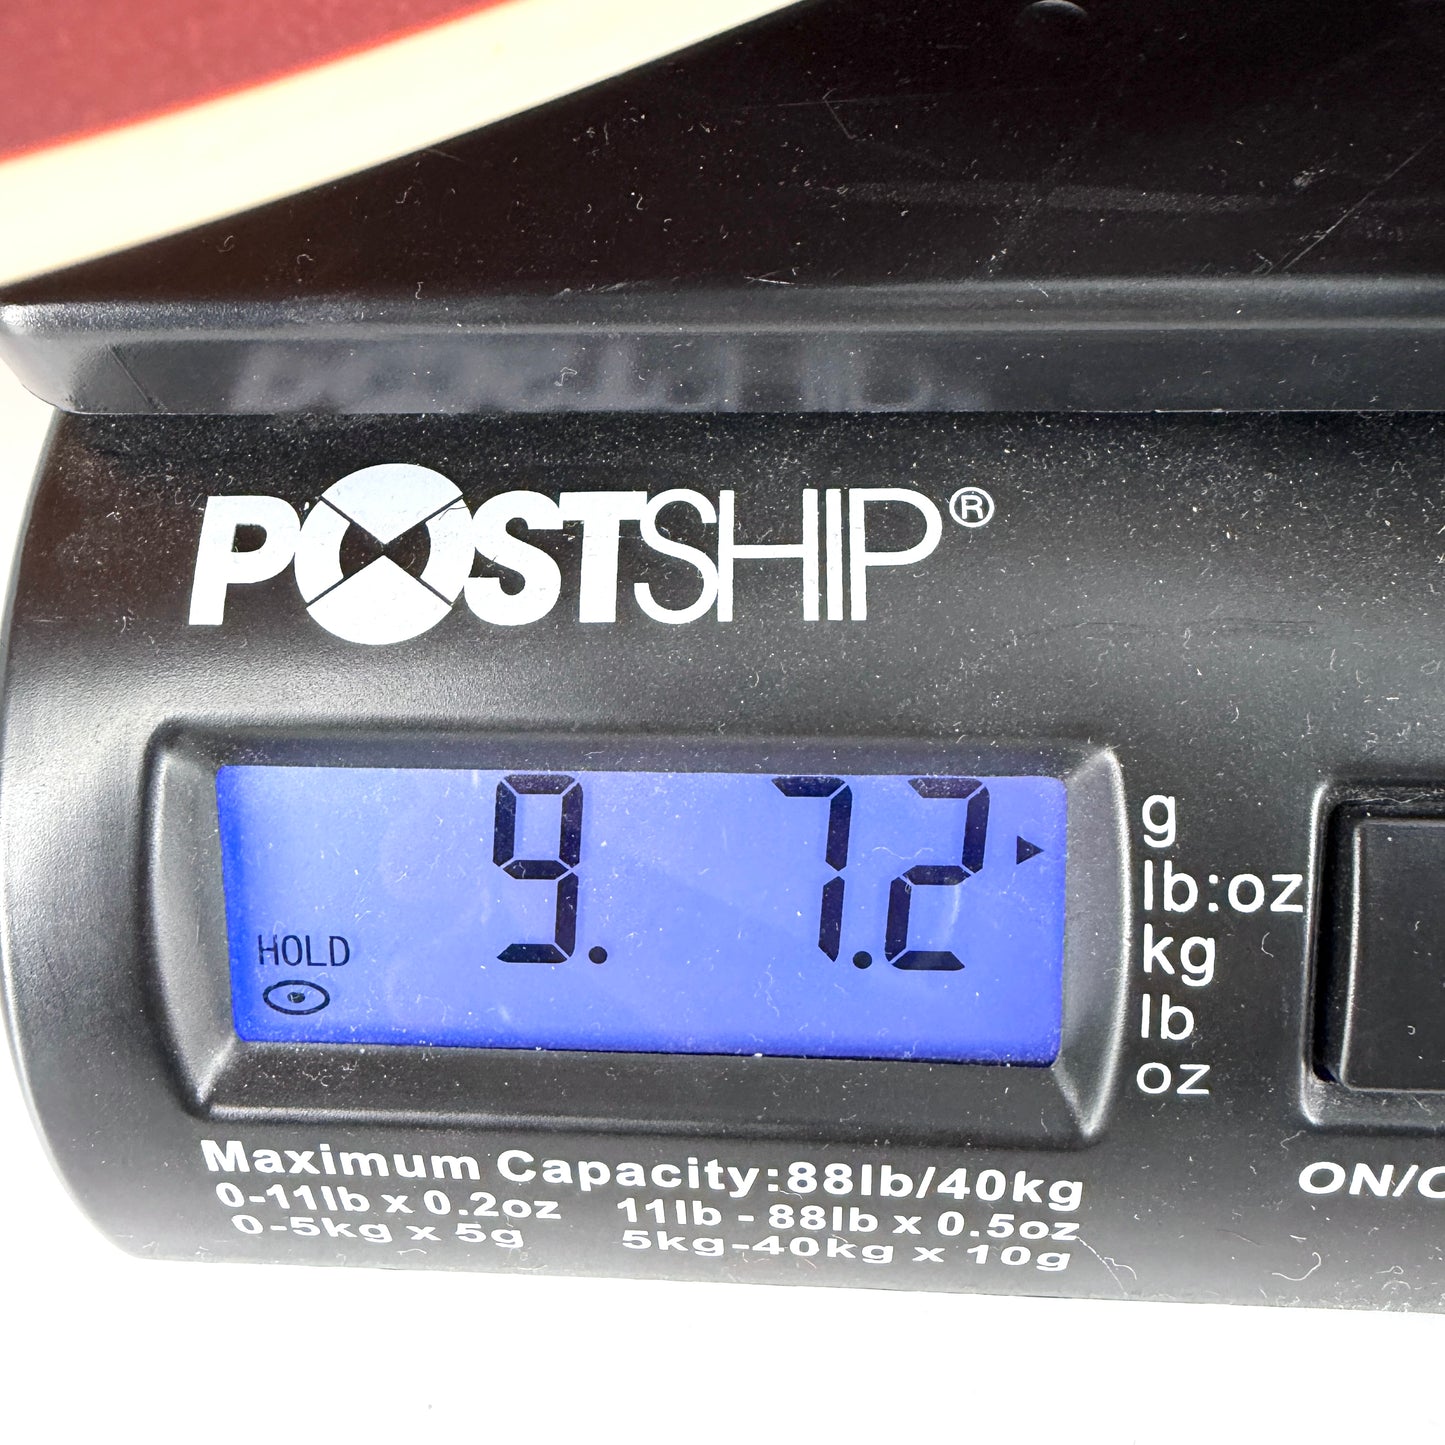 POSTSHIP®
9. 7.2
HOLD
g
lb:oz
kg
lb
oz
Maximum Capacity:88lb/40kg
0-11lb x 0.2oz 11lb - 88lb x 0.5oz
0-5kg x 5g 5kg-40kg x 10g